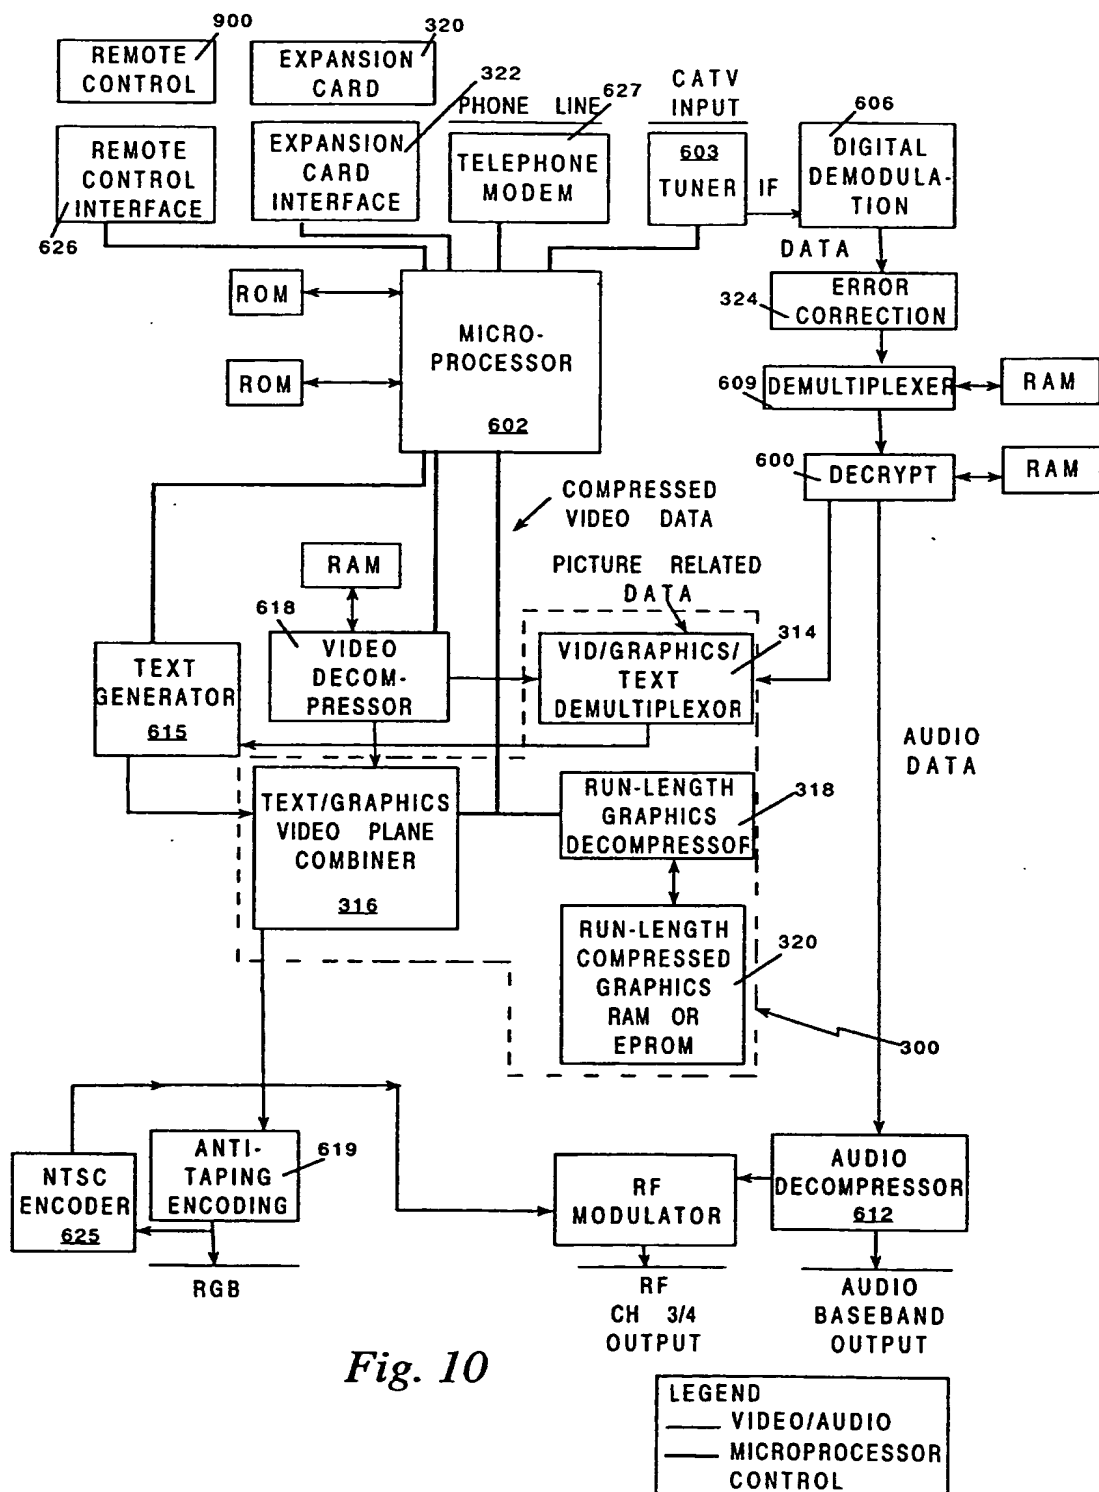 900
REMOTE
CONTROL
320
EXPANSION
CARD
322
PHONE LINE
627
CATV
INPUT
606
REMOTE
CONTROL
INTERFACE
626
EXPANSION
CARD
INTERFACE
TELEPHONE
MODEM
603
TUNER
IF
DIGITAL
DEMODULA-
TION
DATA
ROM
ROM
MICRO-
PROCESSOR
602
324
ERROR
CORRECTION
609
DEMULTIPLEXER
RAM
600
DECRYPT
RAM
COMPRESSED
VIDEO DATA
RAM
PICTURE RELATED
DATA
618
VIDEO
DECOM-
PRESSOR
314
VID/GRAPHICS/
TEXT
DEMULTIPLEXOR
TEXT
GENERATOR
615
AUDIO
DATA
TEXT/GRAPHICS
VIDEO PLANE
COMBINER
316
RUN-LENGTH
GRAPHICS
DECOMPRESSOF
318
RUN-LENGTH
COMPRESSED
GRAPHICS
RAM OR
EPROM
320
300
NTSC
ENCODER
625
ANTI-
TAPING
ENCODING
619
RF
MODULATOR
AUDIO
DECOMPRESSOR
612
RGB
RF
CH 3/4
OUTPUT
AUDIO
BASEBAND
OUTPUT
Fig. 10
LEGEND
VIDEO/AUDIO
MICROPROCESSOR
CONTROL